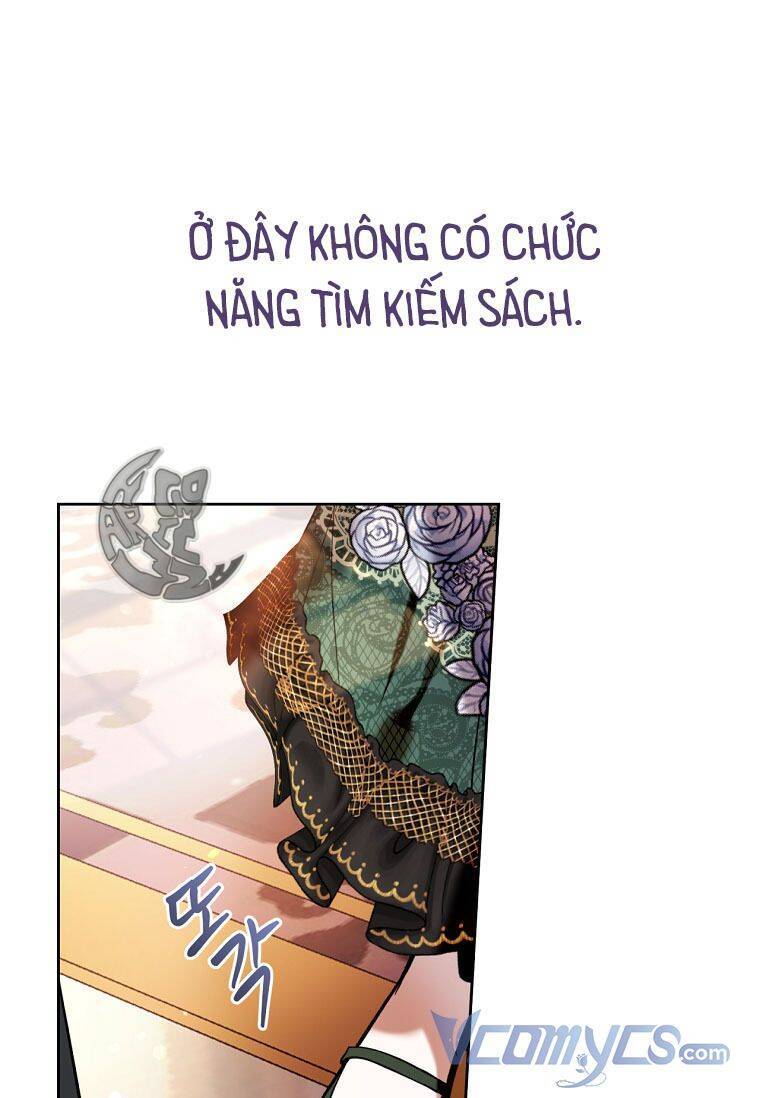 Ở ĐÂY KHÔNG CÓ CHỨC
NĂNG TÌM KIẾM SÁCH.
또각
VCOMYCS.com